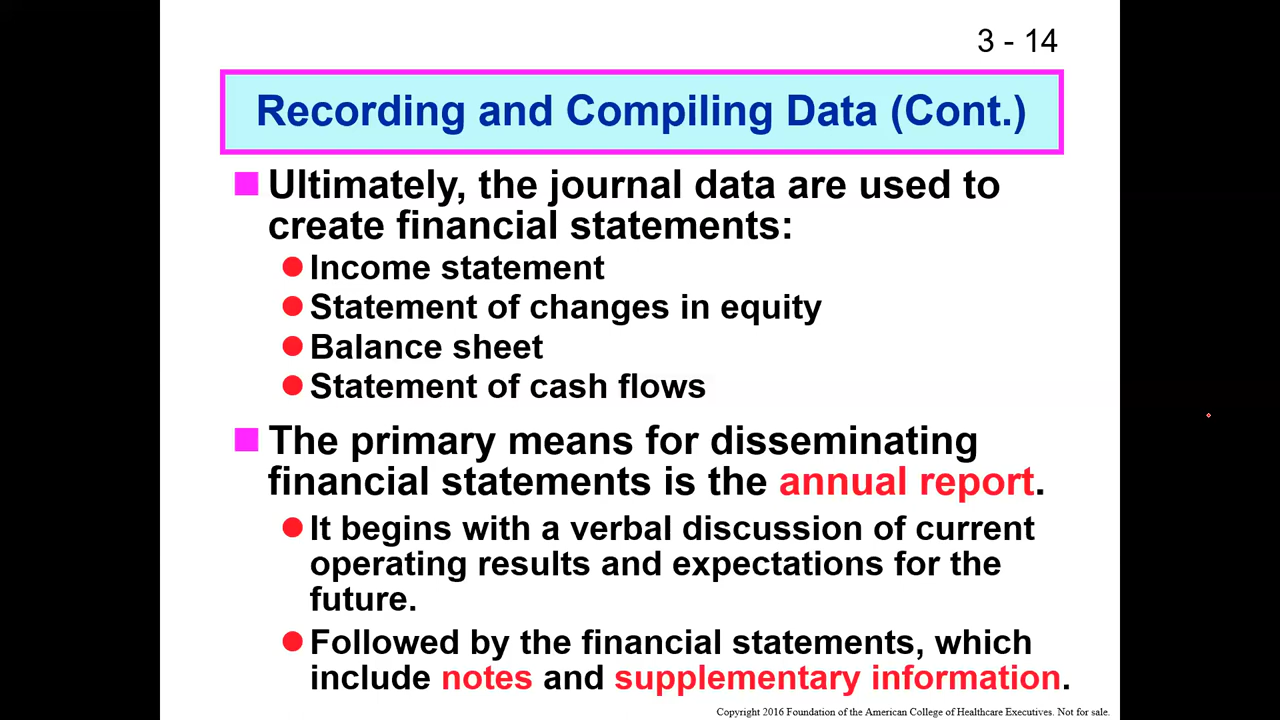 3 - 14
Recording and Compiling Data (Cont.)
Ultimately, the journal data are used to
create financial statements:
Income statement
Statement of changes in equity
Balance sheet
Statement of cash flows
The primary means for disseminating
financial statements is the annual report.
It begins with a verbal discussion of current
operating results and expectations for the
future.
Followed by the financial statements, which
include notes and supplementary information.
Copyright 2016 Foundation of the American College of Healthcare Executives. Not for sale.